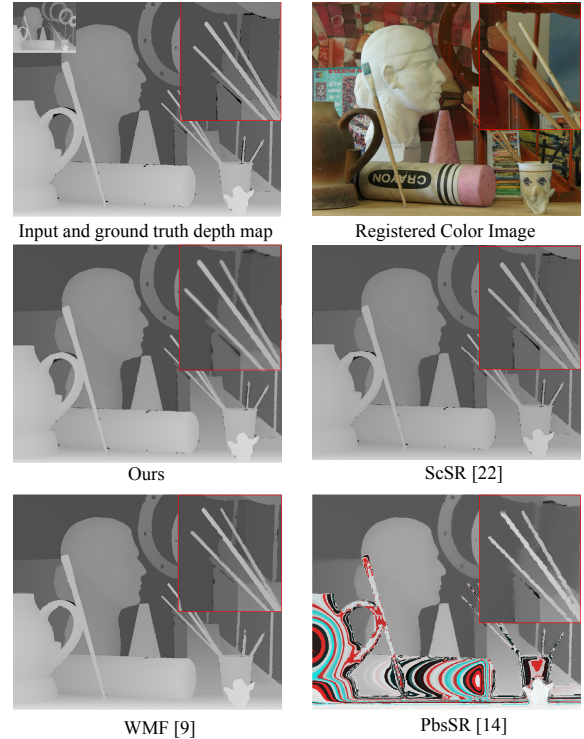 CRAYON
Input and ground truth depth map
Registered Color Image
Ours
ScSR [22]
WMF [9]
PbsSR [14]